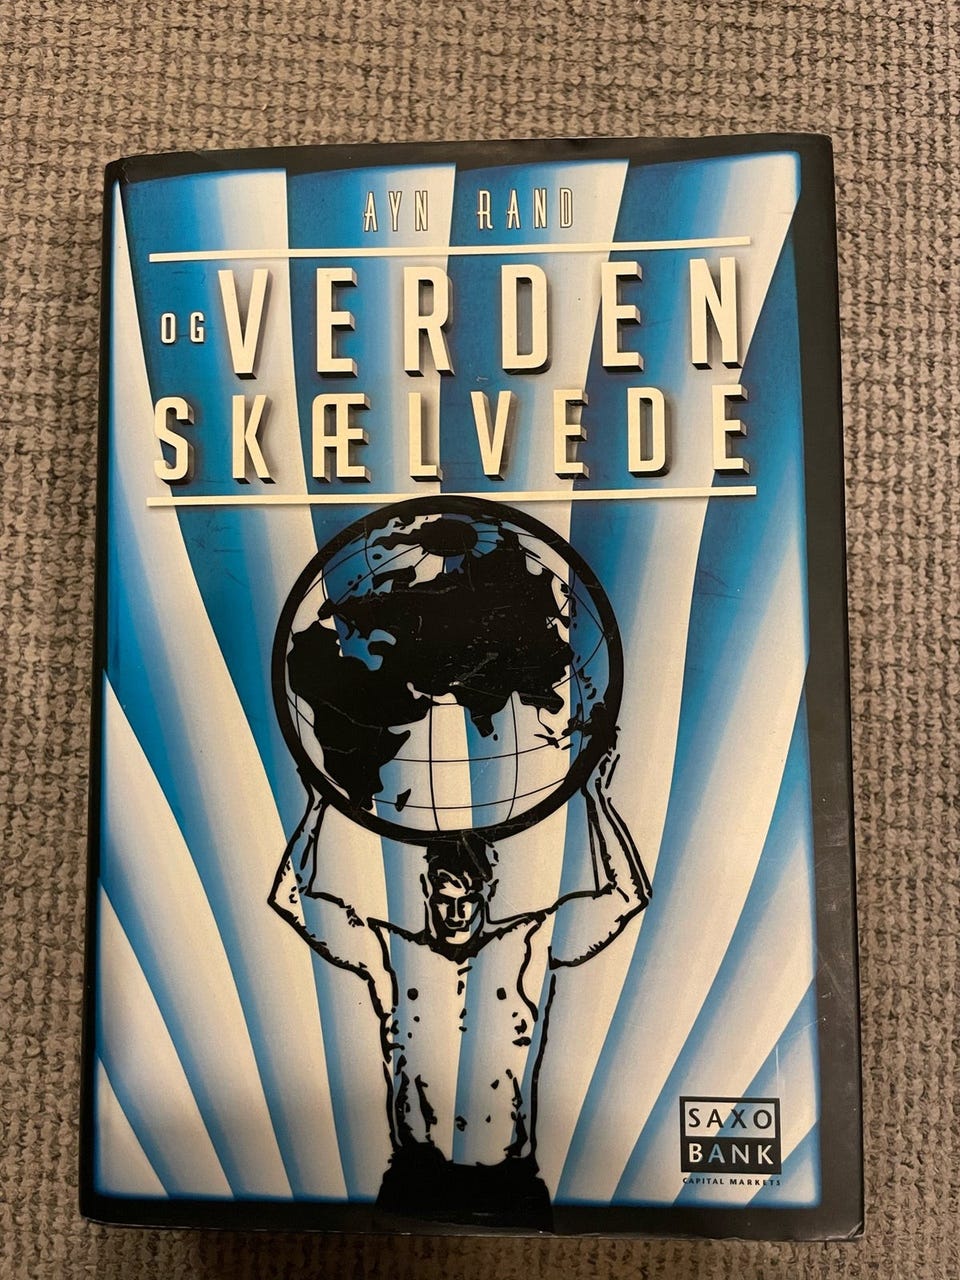 AYN RAND
OG VERDEN
SKÆLVEDE
SAXO
BANK
CAPITAL MARKETS